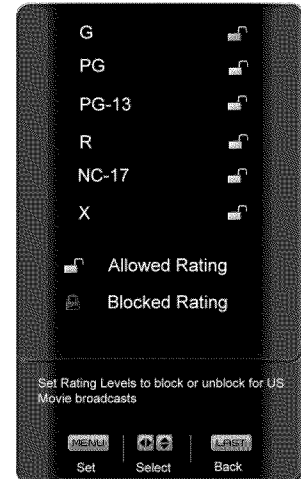 G
PG
PG-13
R
NC-17
X
Allowed Rating
Blocked Rating
Set Rating Levels to block or unblock for US
Movie broadcasts
MENU LAST
Set Select Back